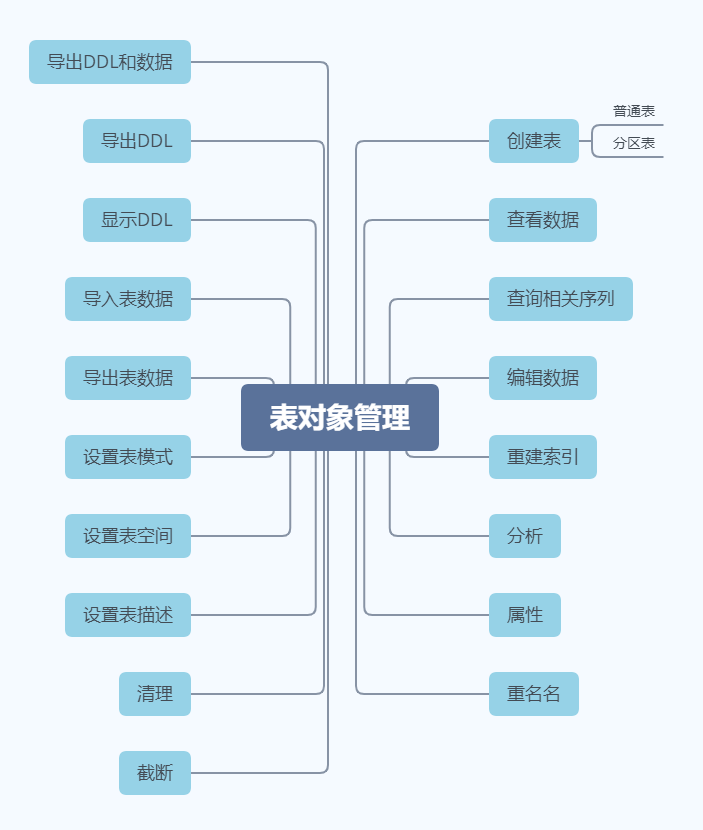 表对象管理
创建表
普通表
分区表
查看数据
查询相关序列
编辑数据
重建索引
分析
属性
重名名
导出DDL和数据
导出DDL
显示DDL
导入表数据
导出表数据
设置表模式
设置表空间
设置表描述
清理
截断